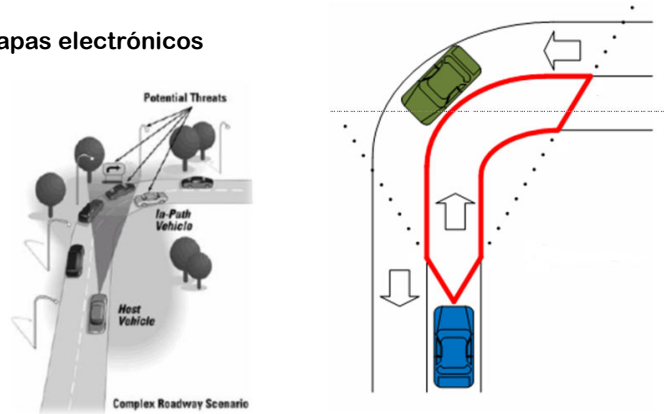 apas electrónicos
Potential Threats
In-Path
Vehicle
Host
Vehicle
Complex Roadway Scenario